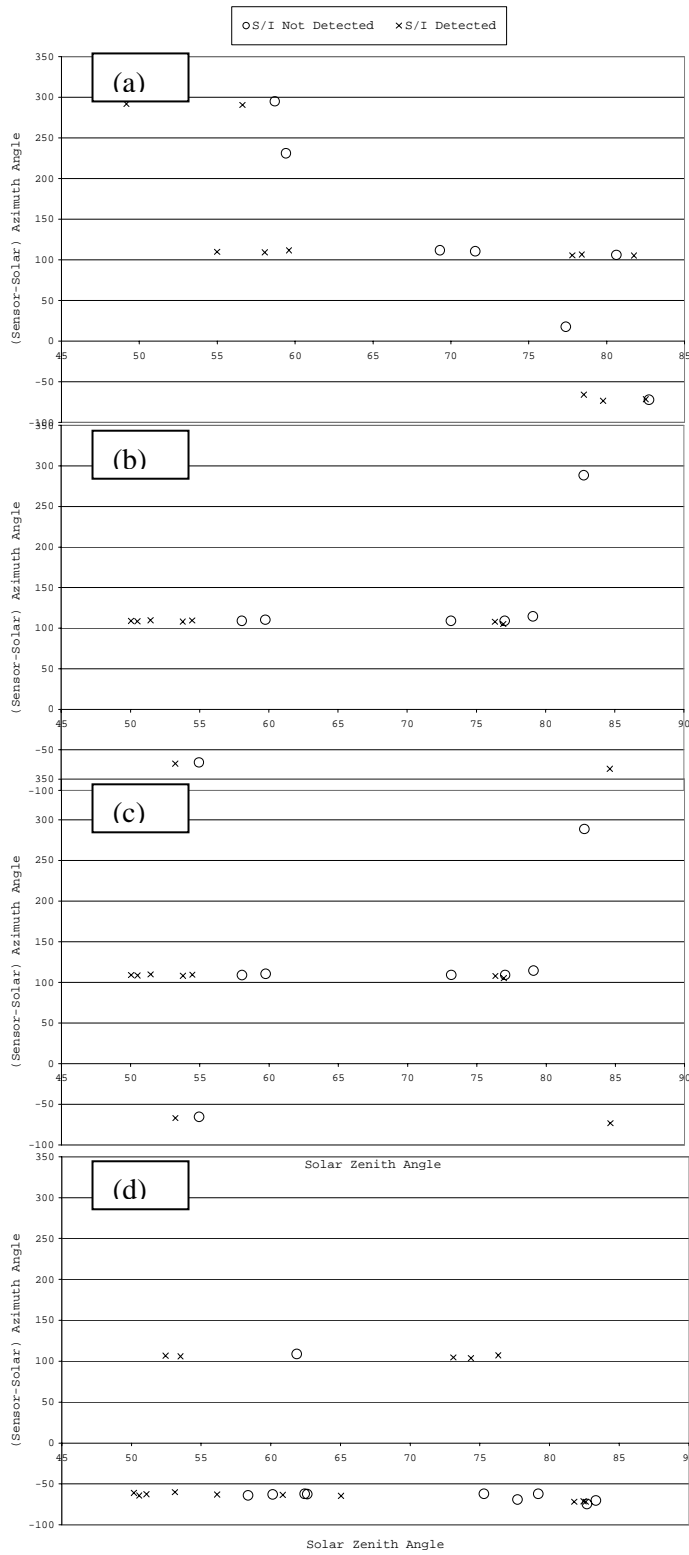 S/I Not Detected S/I Detected
350
(a)
300
250
200
150
100
50
0
45 50 55 60 65 70 75 80 85
-50
-100
(Sensor-Solar) Azimuth Angle
350
(b)
300
250
200
150
100
50
0
45 50 55 60 65 70 75 80 85 90
-50
-100
(Sensor-Solar) Azimuth Angle
350
(c)
300
250
200
150
100
50
0
45 50 55 60 65 70 75 80 85 90
-50
-100
(Sensor-Solar) Azimuth Angle
Solar Zenith Angle
350
(d)
300
250
200
150
100
50
0
45 50 55 60 65 70 75 80 85 90
-50
-100
(Sensor-Solar) Azimuth Angle
Solar Zenith Angle